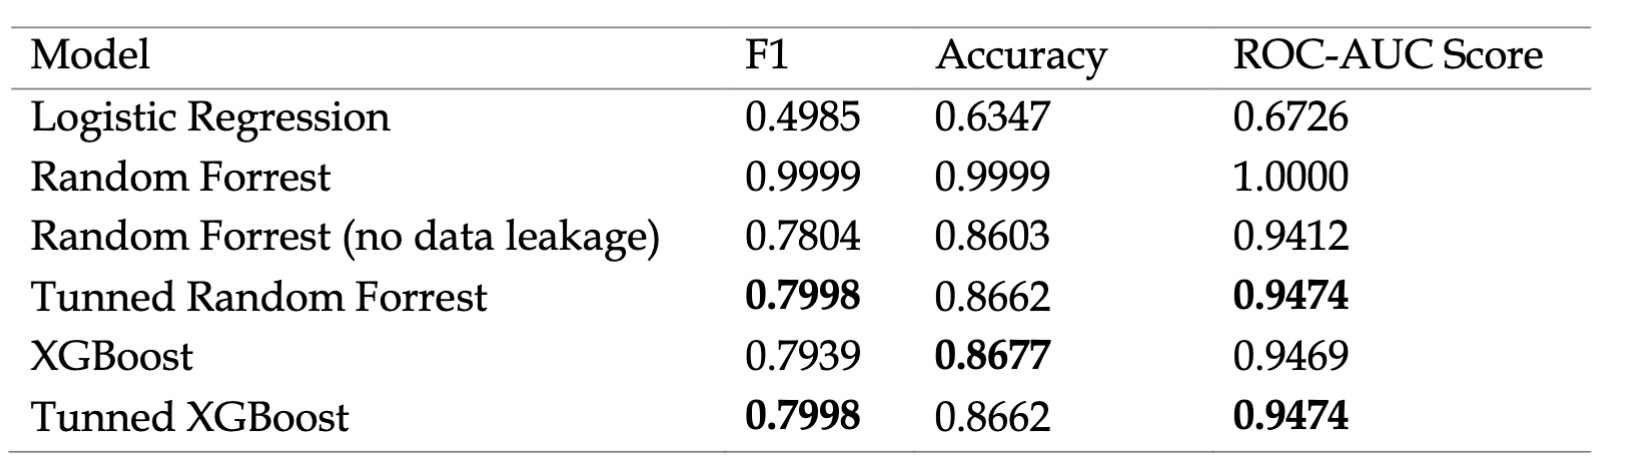 Model F1 Accuracy ROC-AUC Score
Logistic Regression 0.4985 0.6347 0.6726
Random Forrest 0.9999 0.9999 1.0000
Random Forrest (no data leakage) 0.7804 0.8603 0.9412
Tunned Random Forrest 0.7998 0.8662 0.9474
XGBoost 0.7939 0.8677 0.9469
Tunned XGBoost 0.7998 0.8662 0.9474